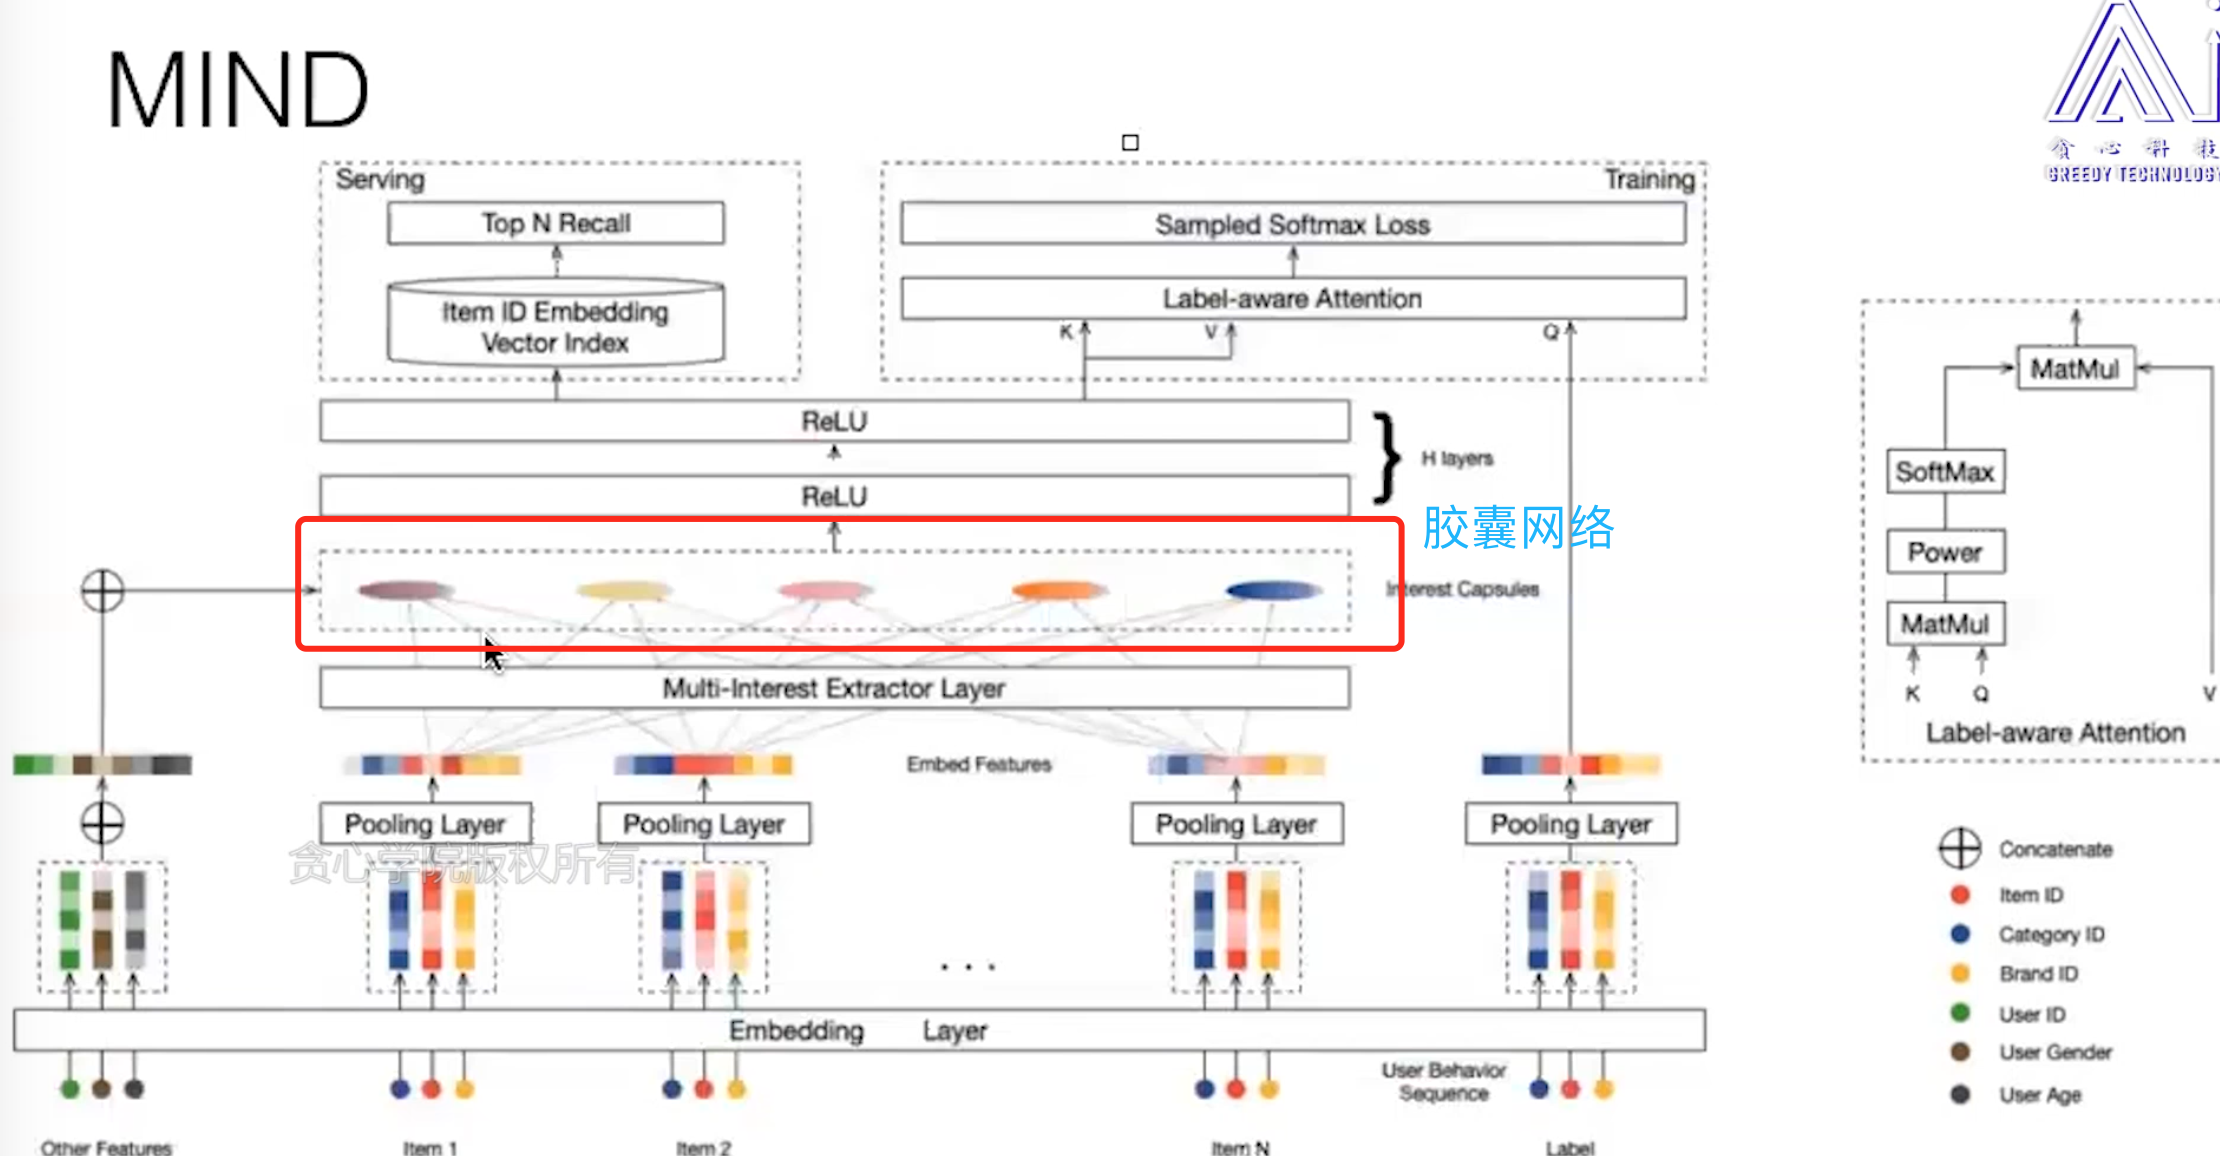 MIND
贪心科技
GREEDY TECHNOLOGY
Serving
Training
Top N Recall
Sampled Softmax Loss
Item ID Embedding
Vector Index
Label-aware Attention
K
V
Q
ReLU
H layers
ReLU
胶囊网络
Interest Capsules
Multi-Interest Extractor Layer
Embed Features
Pooling Layer
Pooling Layer
Pooling Layer
Pooling Layer
贪心学院版权所有
...
Embedding Layer
User Behavior
Sequence
Other Features
Item 1
Item 2
Item N
Label
MatMul
SoftMax
Power
MatMul
K
Q
V
Label-aware Attention
Concatenate
Item ID
Category ID
Brand ID
User ID
User Gender
User Age